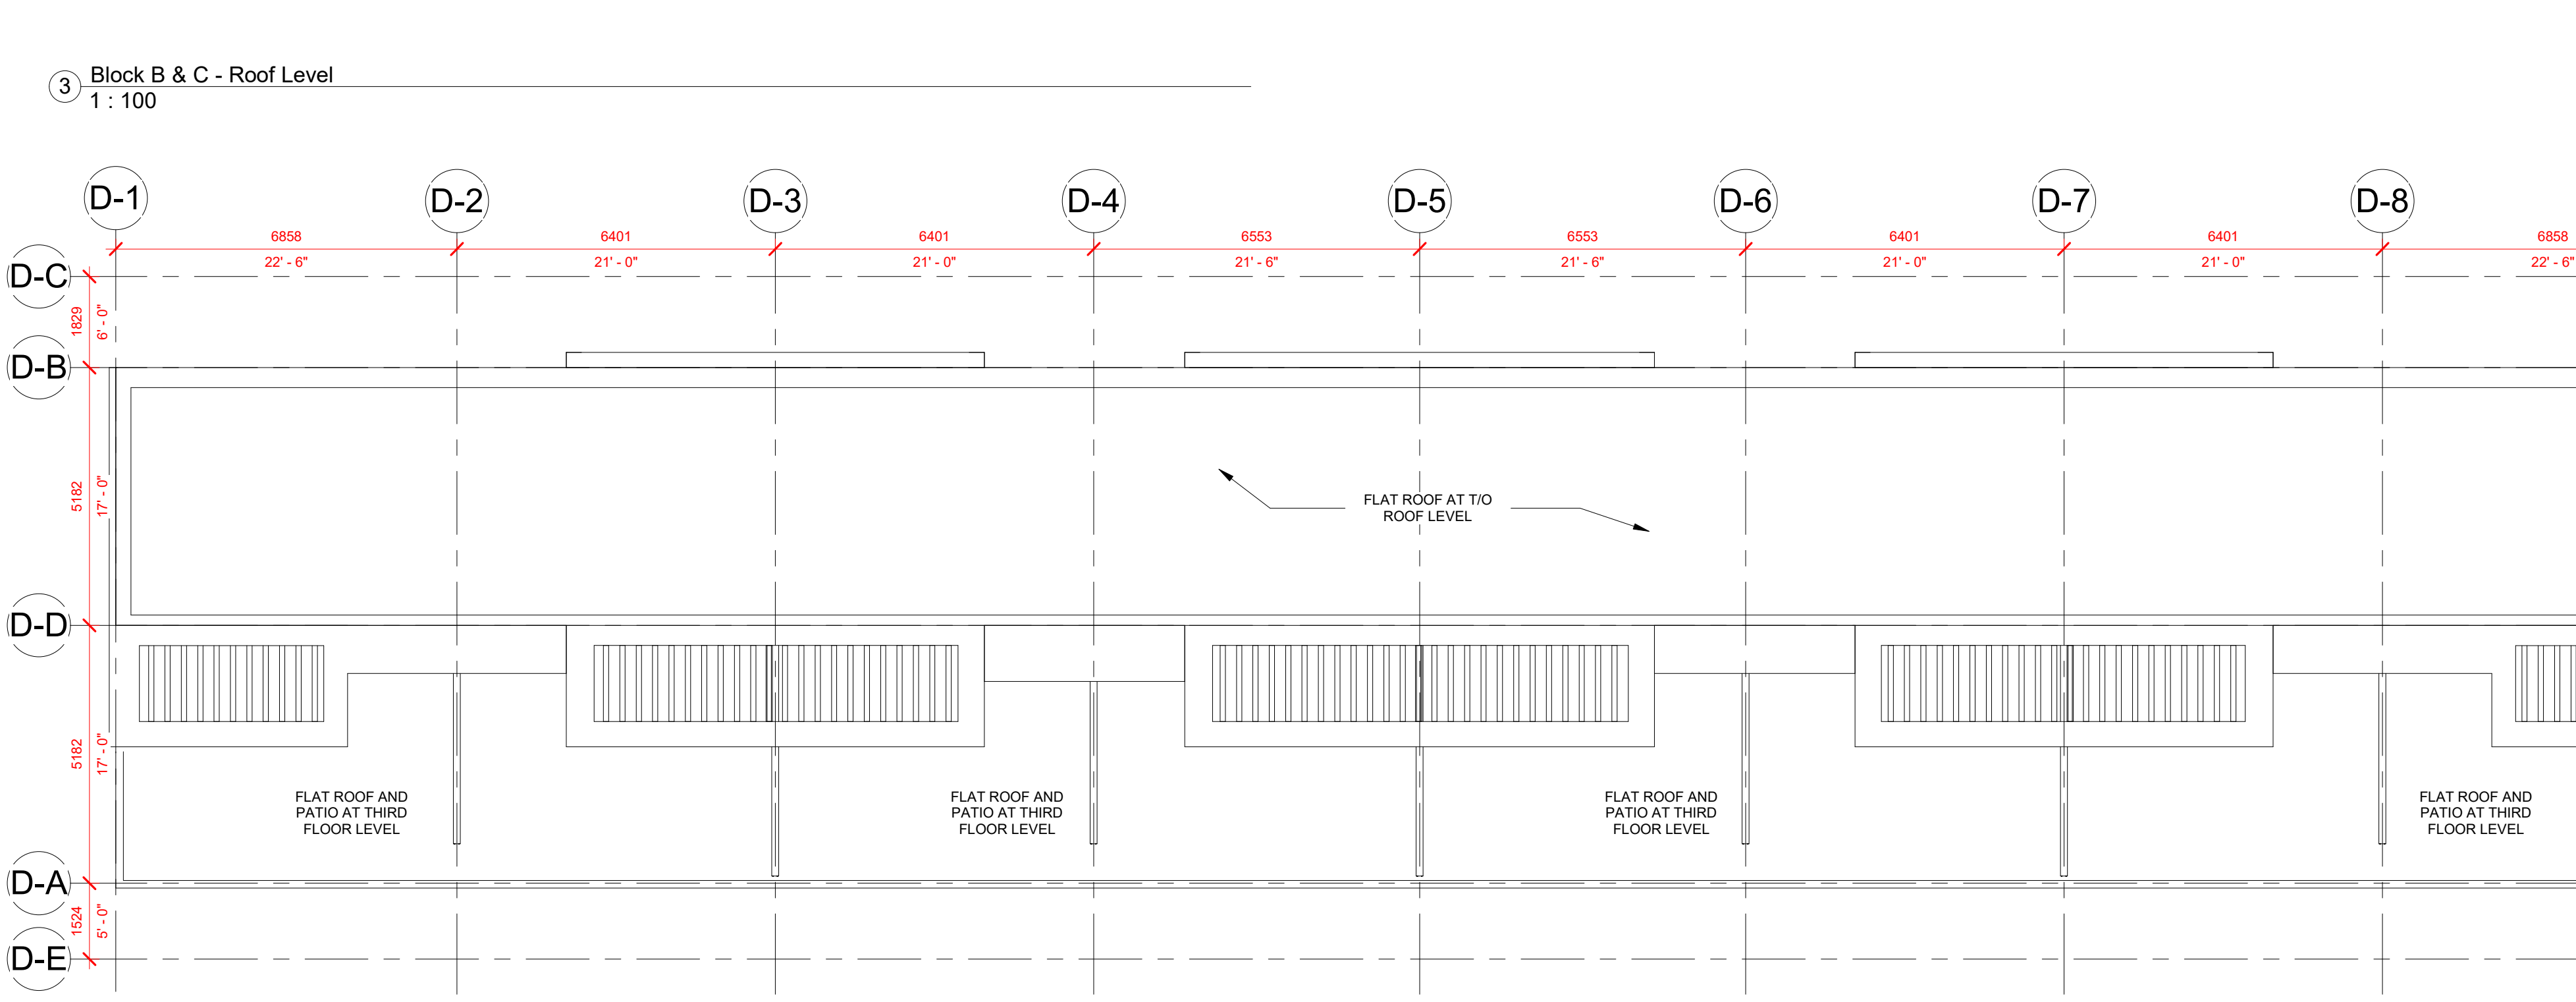 3
Block B & C - Roof Level
1 : 100
D-1
D-2
D-3
D-4
D-5
D-6
D-7
D-8
6858
6401
6401
6553
6553
6401
6401
6858
22' - 6"
21' - 0"
21' - 0"
21' - 6"
21' - 6"
21' - 0"
21' - 0"
22' - 6"
D-C
1829
6' - 0"
D-B
5182
17' - 0"
FLAT ROOF AT T/O
ROOF LEVEL
D-D
5182
17' - 0"
FLAT ROOF AND
PATIO AT THIRD
FLOOR LEVEL
FLAT ROOF AND
PATIO AT THIRD
FLOOR LEVEL
FLAT ROOF AND
PATIO AT THIRD
FLOOR LEVEL
FLAT ROOF AND
PATIO AT THIRD
FLOOR LEVEL
D-A
1524
5' - 0"
D-E